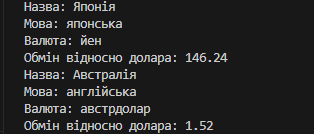 Назва: Японія
Мова: японська
Валюта: йен
Обмін відносно долара: 146.24
Назва: Австралія
Мова: англійська
Валюта: австрдолар
Обмін відносно долара: 1.52